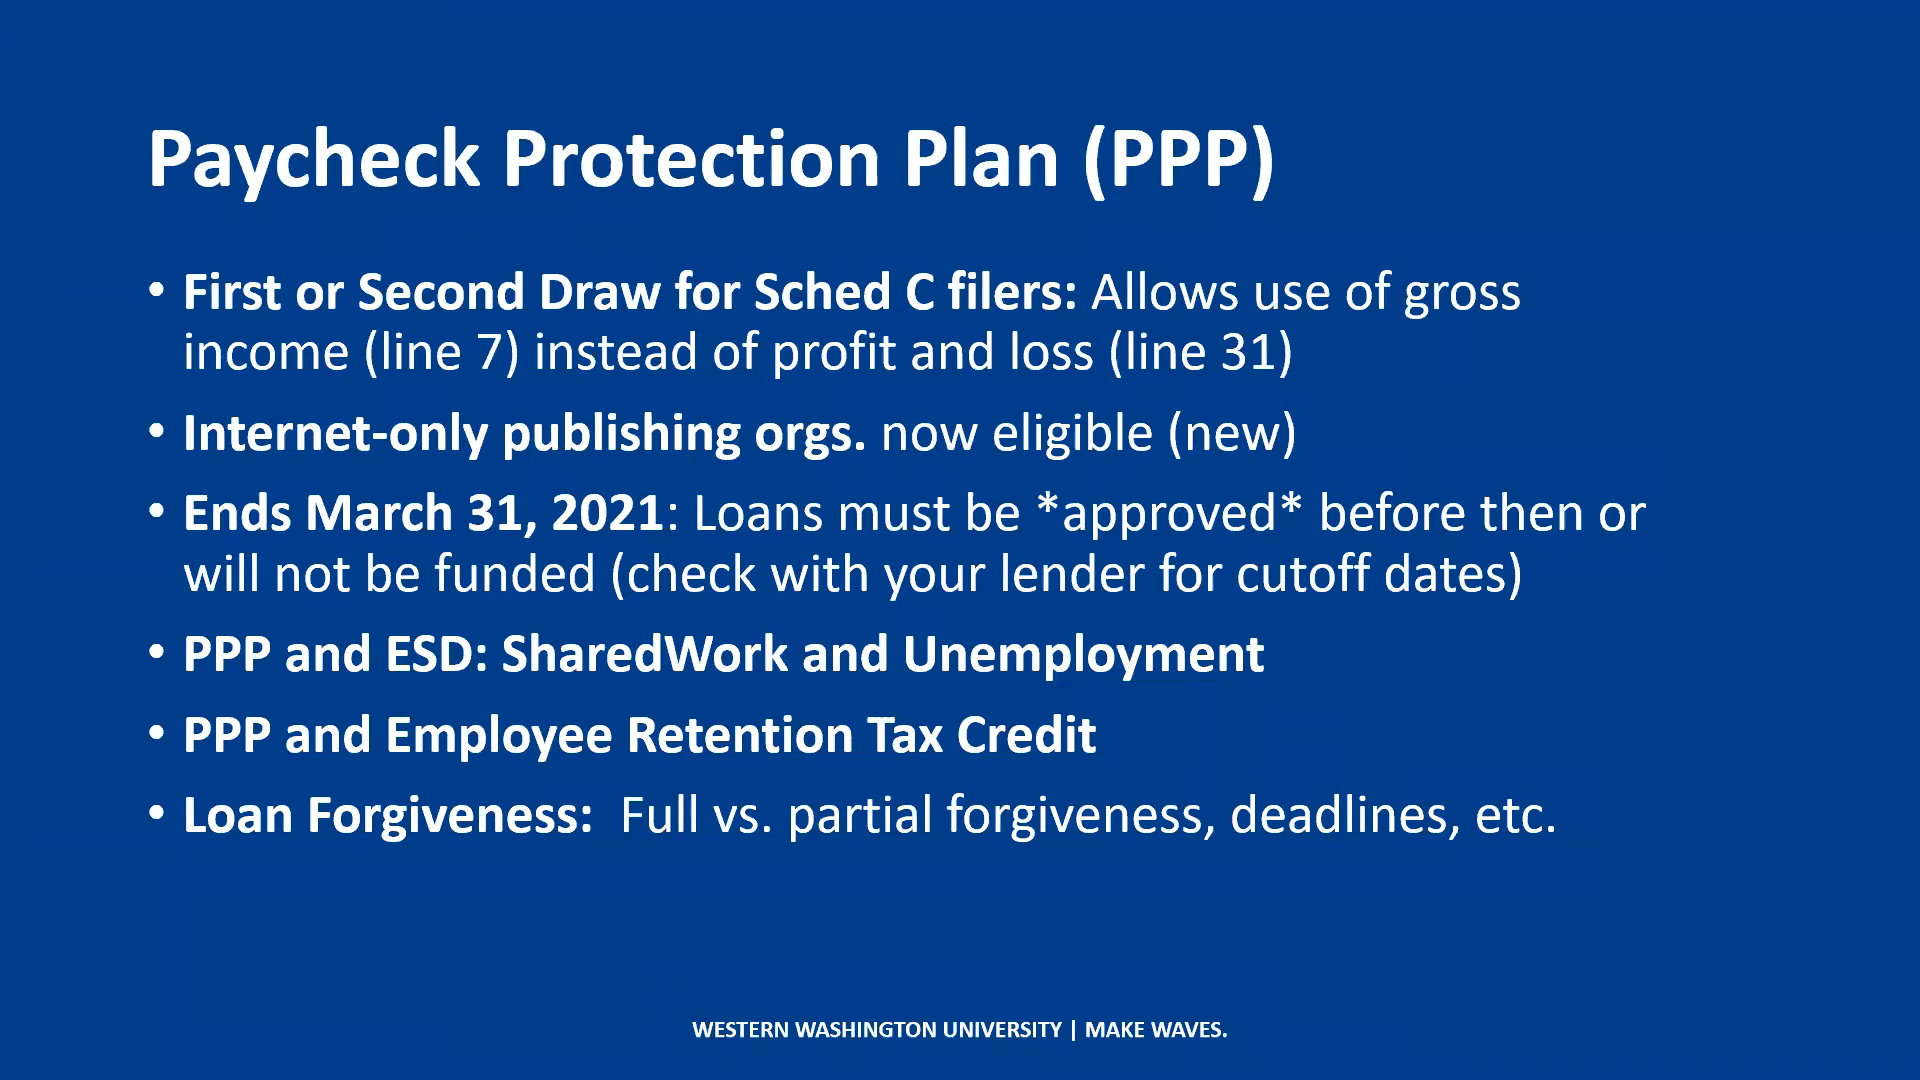 Paycheck Protection Plan (PPP)
• First or Second Draw for Sched C filers: Allows use of gross
income (line 7) instead of profit and loss (line 31)
• Internet-only publishing orgs. now eligible (new)
• Ends March 31, 2021: Loans must be *approved* before then or
will not be funded (check with your lender for cutoff dates)
• PPP and ESD: SharedWork and Unemployment
• PPP and Employee Retention Tax Credit
• Loan Forgiveness:  Full vs. partial forgiveness, deadlines, etc.
WESTERN WASHINGTON UNIVERSITY | MAKE WAVES.